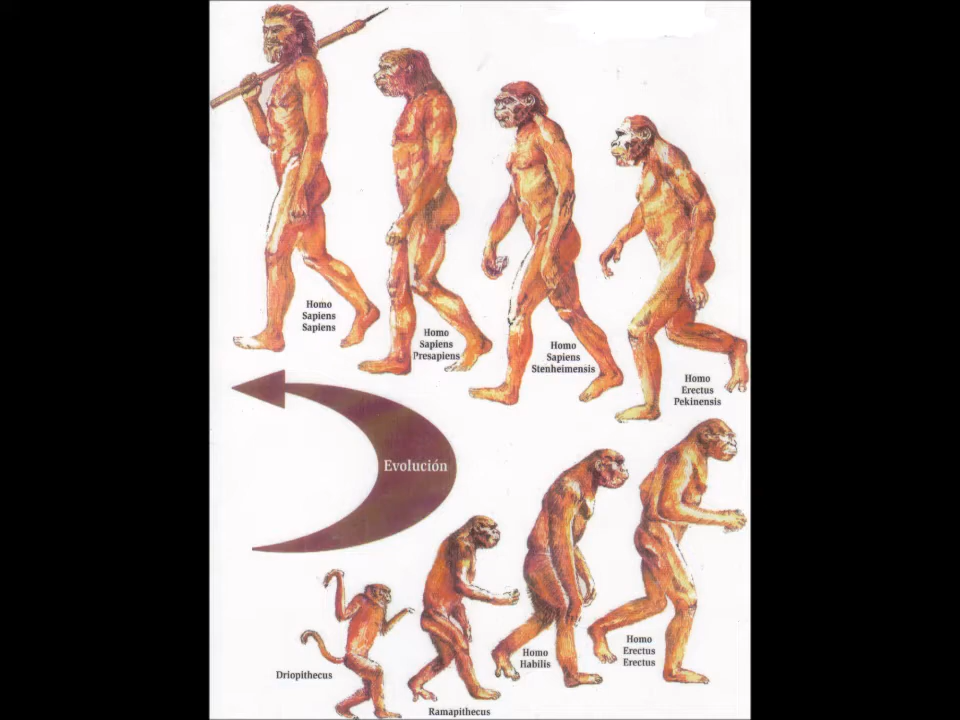 Homo
Sapiens
Sapiens
Homo
Sapiens
Presapiens
Homo
Sapiens
Stenheimensis
Homo
Erectus
Pekinensis
Evolución
Driopithecus
Ramapithecus
Homo
Habilis
Homo
Erectus
Erectus